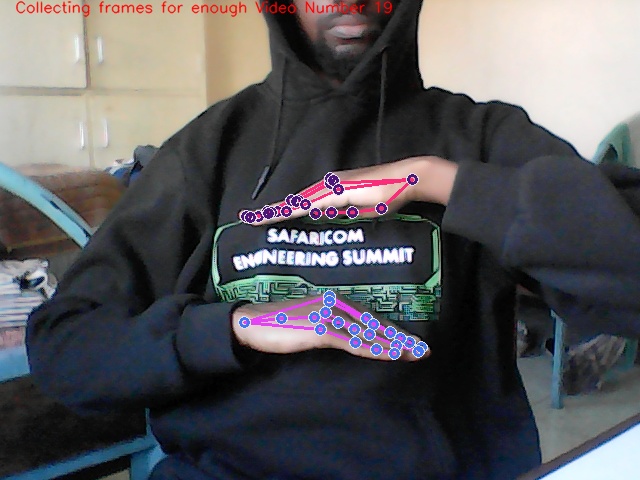 Collecting frames for enough Video Number 19
SAFARICOM
ENGINEERING SUMMIT